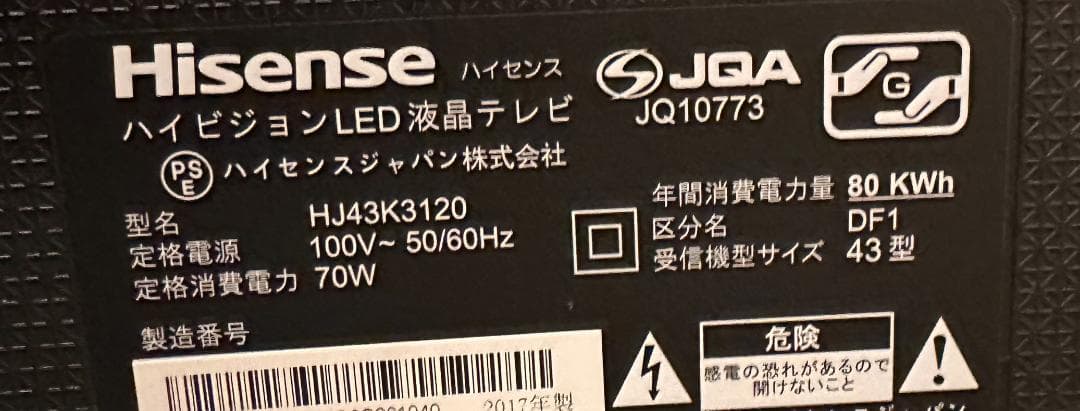 Hisense ハイセンス
ハイビジョンLED液晶テレビ
PSE ハイセンスジャパン株式会社
型名 HJ43K3120
定格電源 100V~ 50/60Hz
定格消費電力 70W
製造番号
2017年製
JQA
JQ10773
G
年間消費電力量 80 KWh
区分名 DF1
受信機型サイズ 43型
危険
感電の恐れがあるので
開けないこと